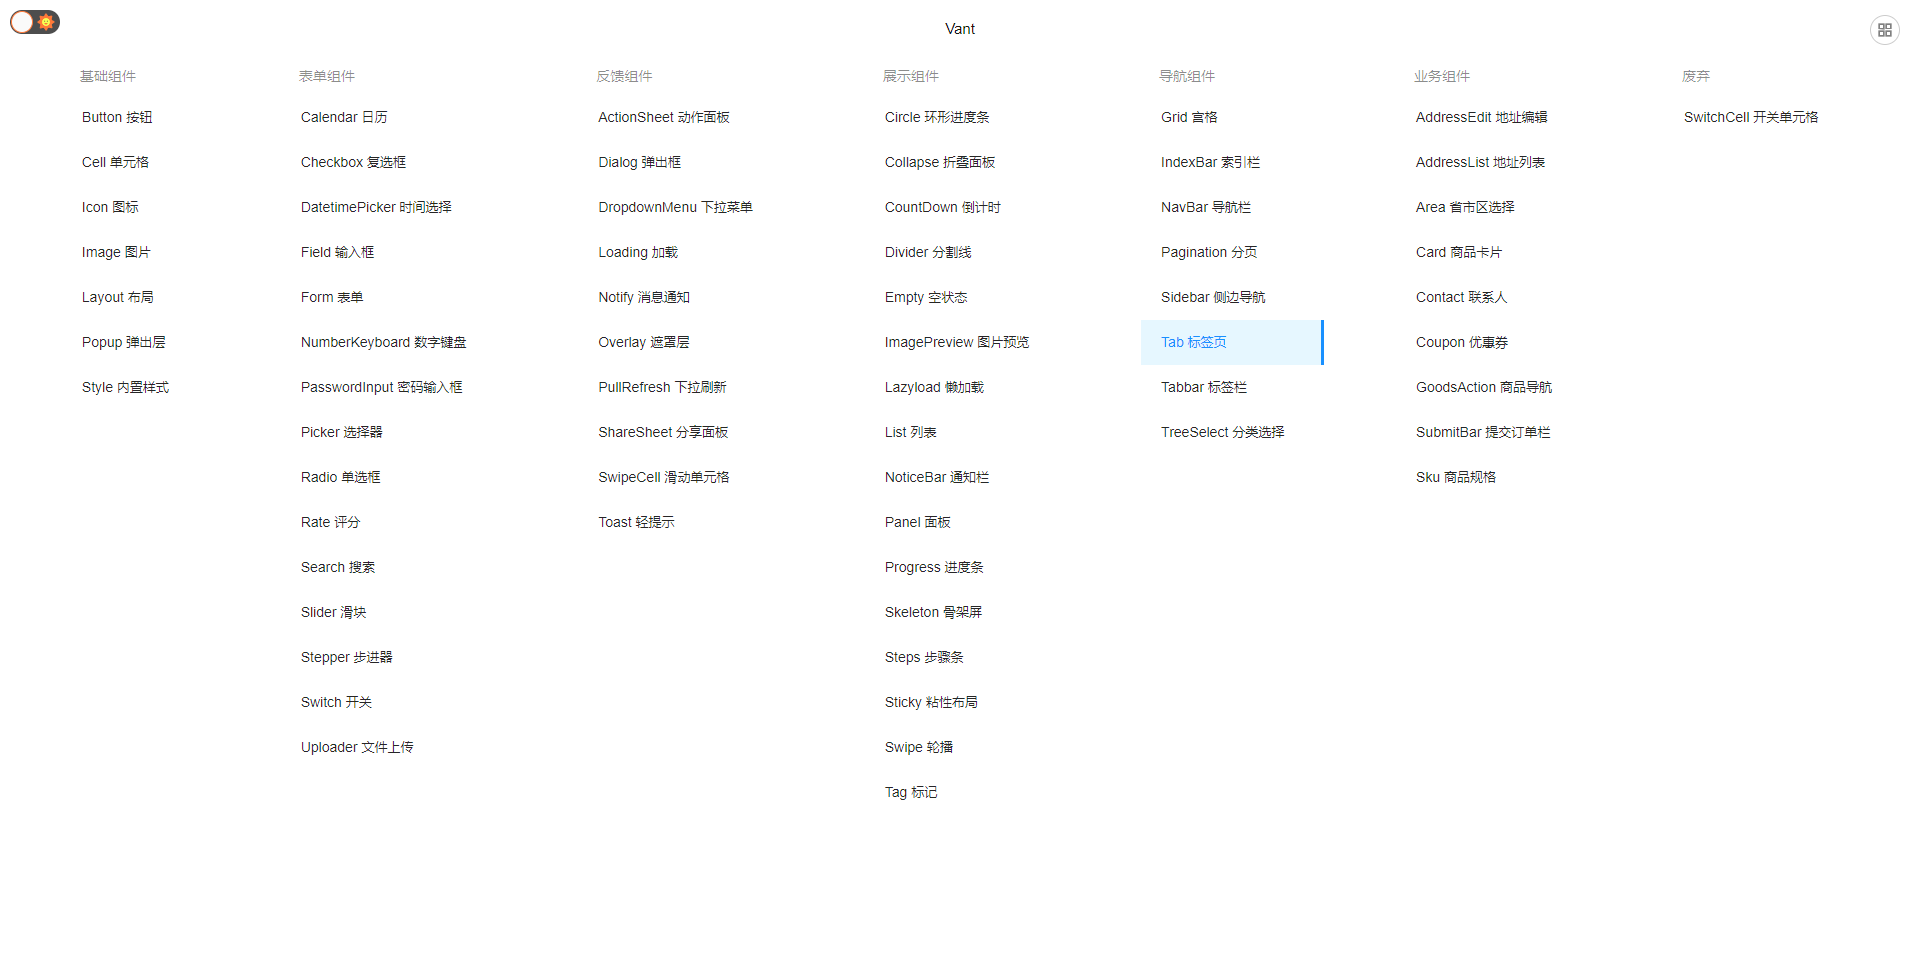 Vant
基础组件
Button 按钮
Cell 单元格
Icon 图标
Image 图片
Layout 布局
Popup 弹出层
Style 内置样式
表单组件
Calendar 日历
Checkbox 复选框
DatetimePicker 时间选择
Field 输入框
Form 表单
NumberKeyboard 数字键盘
PasswordInput 密码输入框
Picker 选择器
Radio 单选框
Rate 评分
Search 搜索
Slider 滑块
Stepper 步进器
Switch 开关
Uploader 文件上传
反馈组件
ActionSheet 动作面板
Dialog 弹出框
DropdownMenu 下拉菜单
Loading 加载
Notify 消息通知
Overlay 遮罩层
PullRefresh 下拉刷新
ShareSheet 分享面板
SwipeCell 滑动单元格
Toast 轻提示
展示组件
Circle 环形进度条
Collapse 折叠面板
CountDown 倒计时
Divider 分割线
Empty 空状态
ImagePreview 图片预览
Lazyload 懒加载
List 列表
NoticeBar 通知栏
Panel 面板
Progress 进度条
Skeleton 骨架屏
Steps 步骤条
Sticky 粘性布局
Swipe 轮播
Tag 标记
导航组件
Grid 宫格
IndexBar 索引栏
NavBar 导航栏
Pagination 分页
Sidebar 侧边导航
Tab 标签页
Tabbar 标签栏
TreeSelect 分类选择
业务组件
AddressEdit 地址编辑
AddressList 地址列表
Area 省市区选择
Card 商品卡片
Contact 联系人
Coupon 优惠券
GoodsAction 商品导航
SubmitBar 提交订单栏
Sku 商品规格
废弃
SwitchCell 开关单元格